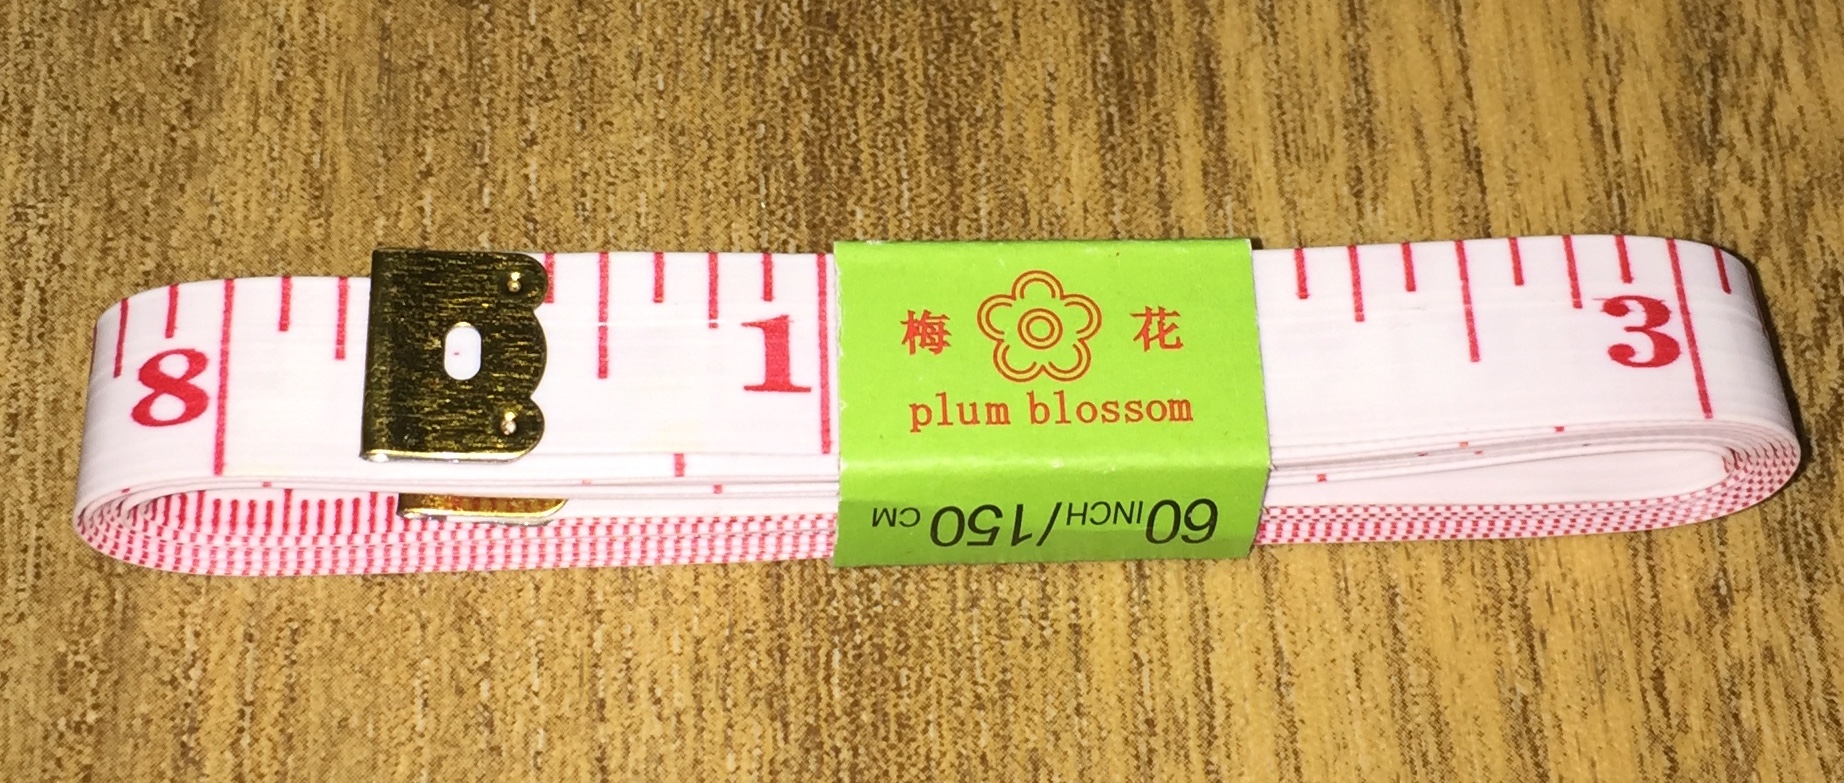 8
1
3
梅 花
plum blossom
60 INCH/150 CM